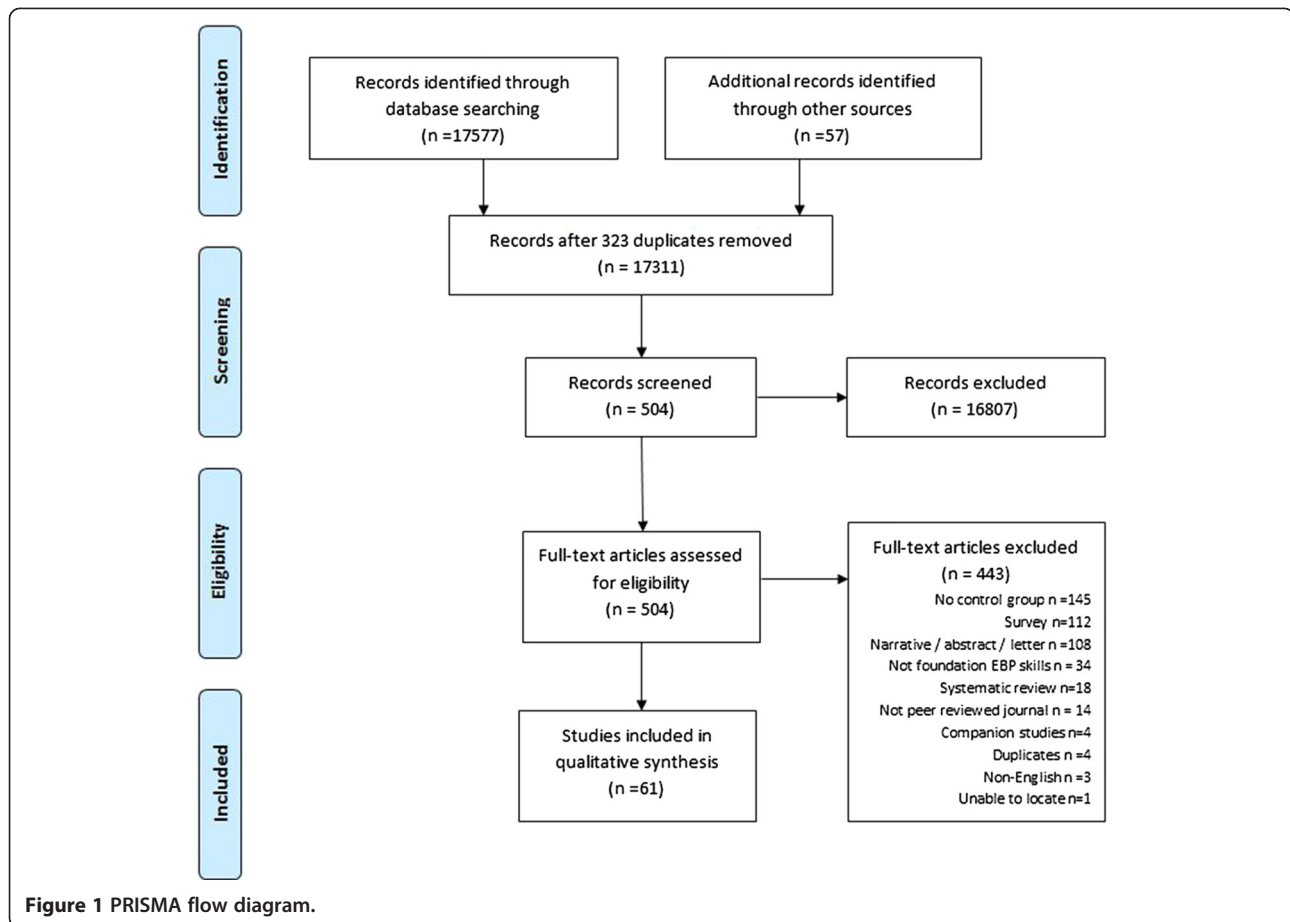 Identification
Records identified through
database searching
(n =17577)
Additional records identified
through other sources
(n =57)
Records after 323 duplicates removed
(n = 17311)
Screening
Records screened
(n = 504)
Records excluded
(n = 16807)
Eligibility
Full-text articles assessed
for eligibility
(n = 504)
Full-text articles excluded
(n = 443)
No control group n =145
Survey n=112
Narrative / abstract / letter n =108
Not foundation EBP skills n = 34
Systematic review n=18
Not peer reviewed journal n = 14
Companion studies n=4
Duplicates n=4
Non-English n =3
Unable to locate n=1
Included
Studies included in
qualitative synthesis
(n =61)
Figure 1 PRISMA flow diagram.